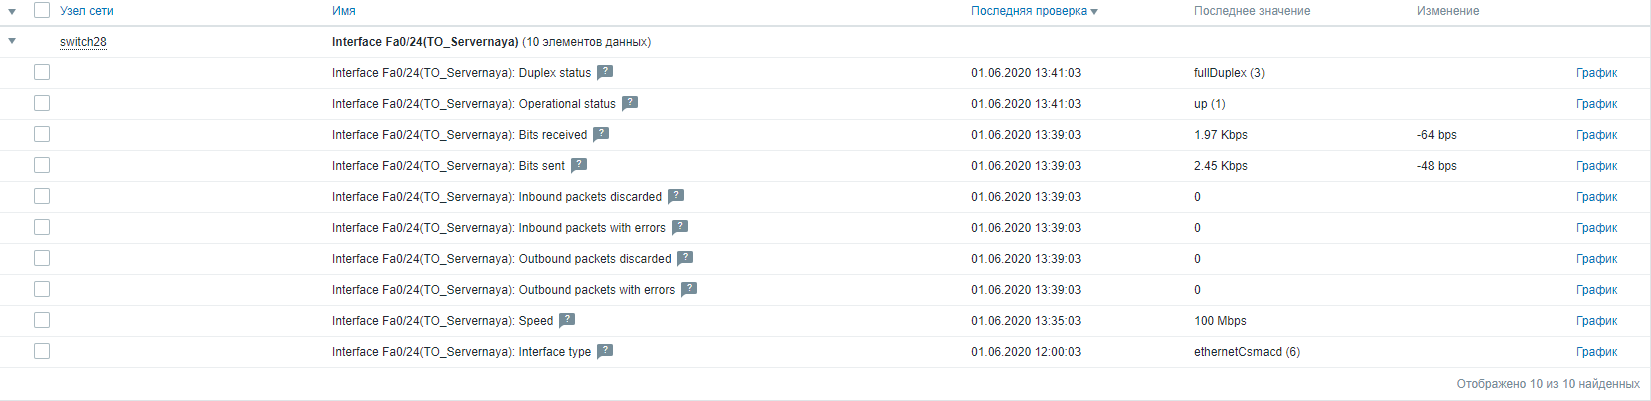 Узел сети Имя Последняя проверка Последнее значение Изменение
switch28 Interface Fa0/24(TO_Servernaya) (10 элементов данных)
Interface Fa0/24(TO_Servernaya): Duplex status ? 01.06.2020 13:41:03 fullDuplex (3) График
Interface Fa0/24(TO_Servernaya): Operational status ? 01.06.2020 13:41:03 up (1) График
Interface Fa0/24(TO_Servernaya): Bits received ? 01.06.2020 13:39:03 1.97 Kbps -64 bps График
Interface Fa0/24(TO_Servernaya): Bits sent ? 01.06.2020 13:39:03 2.45 Kbps -48 bps График
Interface Fa0/24(TO_Servernaya): Inbound packets discarded ? 01.06.2020 13:39:03 0 График
Interface Fa0/24(TO_Servernaya): Inbound packets with errors ? 01.06.2020 13:39:03 0 График
Interface Fa0/24(TO_Servernaya): Outbound packets discarded ? 01.06.2020 13:39:03 0 График
Interface Fa0/24(TO_Servernaya): Outbound packets with errors ? 01.06.2020 13:39:03 0 График
Interface Fa0/24(TO_Servernaya): Speed ? 01.06.2020 13:35:03 100 Mbps График
Interface Fa0/24(TO_Servernaya): Interface type ? 01.06.2020 12:00:03 ethernetCsmacd (6) График
Отображено 10 из 10 найденных